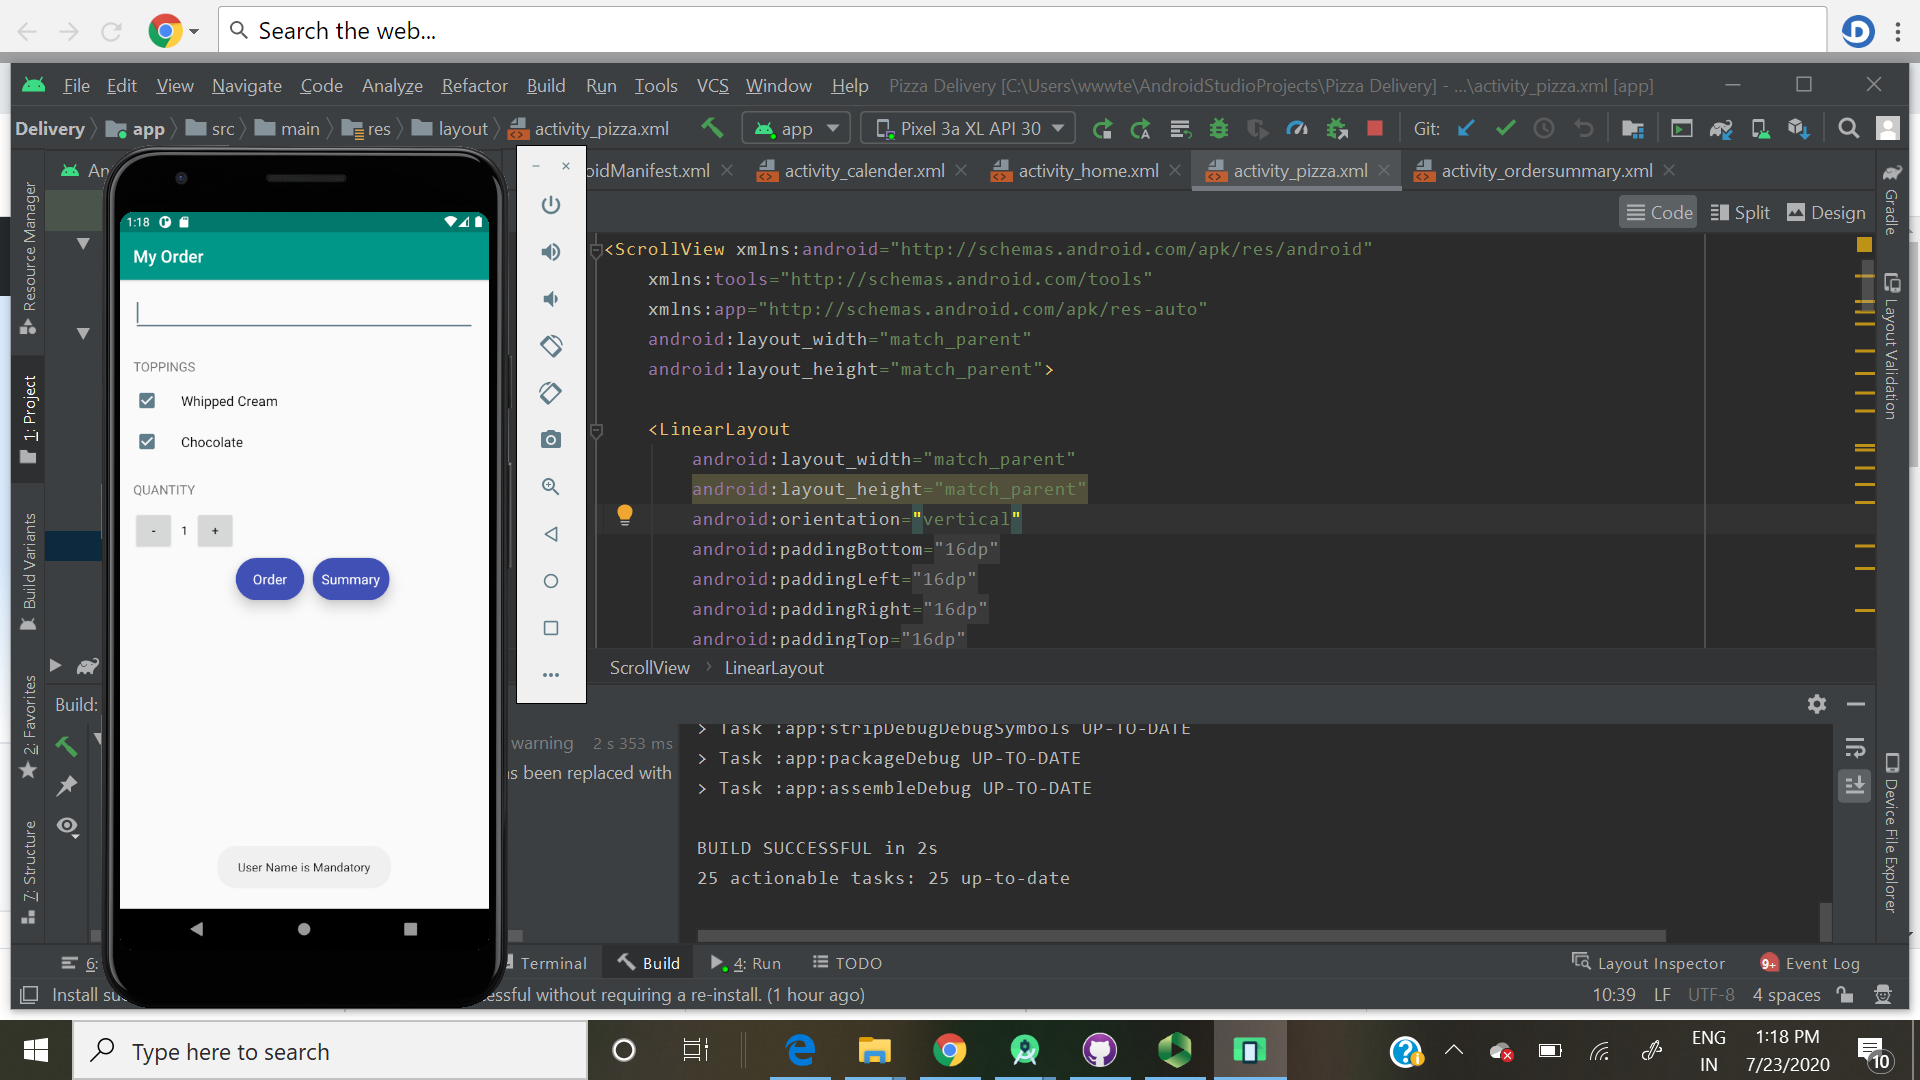 Search the web...
File Edit View Navigate Code Analyze Refactor Build Run Tools VCS Window Help Pizza Delivery [C:\Users\wwwte\AndroidStudioProjects\Pizza Delivery] - ...\activity_pizza.xml [app]
Delivery app src main res layout activity_pizza.xml app Pixel 3a XL API 30 Git:
An
oidManifest.xml activity_calender.xml activity_home.xml activity_pizza.xml activity_ordersummary.xml
Code Split Design
Resource Manager
1: Project
Build Variants
2: Favorites
7: Structure
1:18
My Order
TOPPINGS
Whipped Cream
Chocolate
QUANTITY
- 1 +
Order Summary
User Name is Mandatory
<ScrollView xmlns:android="http://schemas.android.com/apk/res/android"
xmlns:tools="http://schemas.android.com/tools"
xmlns:app="http://schemas.android.com/apk/res-auto"
android:layout_width="match_parent"
android:layout_height="match_parent">
<LinearLayout
android:layout_width="match_parent"
android:layout_height="match_parent"
android:orientation="vertical"
android:paddingBottom="16dp"
android:paddingLeft="16dp"
android:paddingRight="16dp"
android:paddingTop="16dp"
ScrollView LinearLayout
Gradle
Layout Validation
Device File Explorer
Build:
warning 2 s 353 ms
s been replaced with
> Task :app:stripDebugDebugSymbols UP-TO-DATE
> Task :app:packageDebug UP-TO-DATE
> Task :app:assembleDebug UP-TO-DATE
BUILD SUCCESSFUL in 2s
25 actionable tasks: 25 up-to-date
6: Terminal Build 4: Run TODO Layout Inspector 9+ Event Log
Install su ssful without requiring a re-install. (1 hour ago) 10:39 LF UTF-8 4 spaces
Type here to search
ENG
IN
1:18 PM
7/23/2020
10